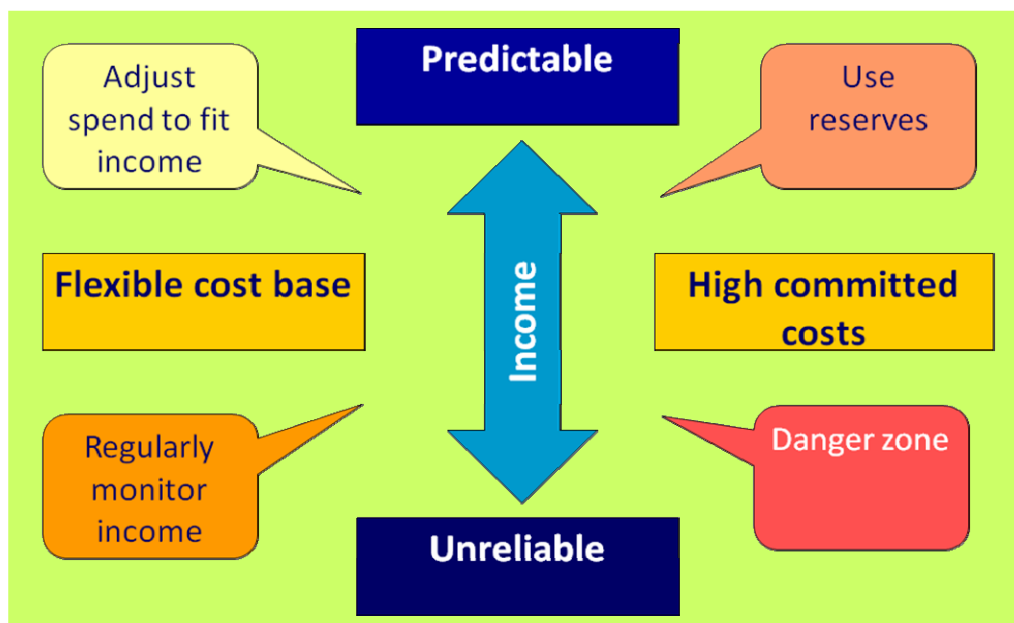 Predictable
Adjust
spend to fit
income
Use
reserves
Flexible cost base
Income
High committed
costs
Regularly
monitor
income
Danger zone
Unreliable